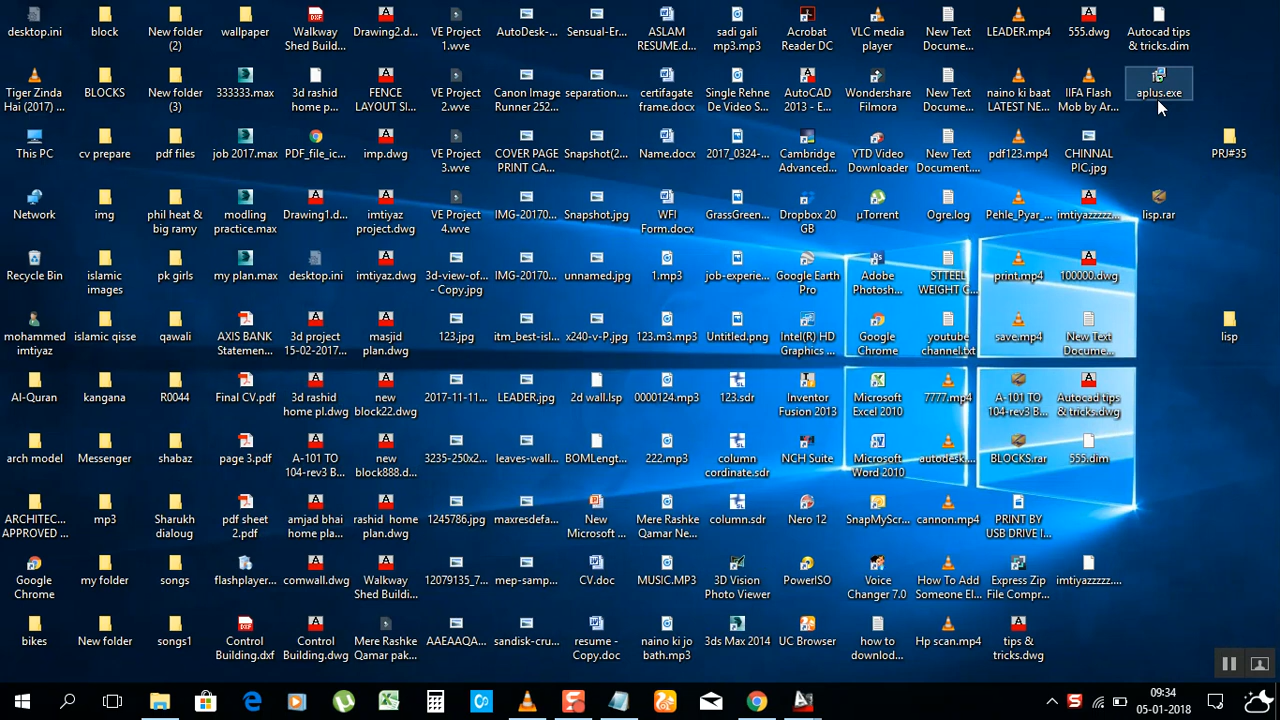 desktop.ini
block
New folder
(2)
wallpaper
Walkway
Shed Build...
Drawing2.d...
VE Project
1.wve
AutoDesk-...
Sensual-Er...
ASLAM
RESUME.d...
sadi gali
mp3.mp3
Acrobat
Reader DC
VLC media
player
New Text
Docume...
LEADER.mp4
555.dwg
Autocad tips
& tricks.dim
Tiger Zinda
Hai (2017) ...
BLOCKS
New folder
(3)
333333.max
3d rashid
home p...
FENCE
LAYOUT SI...
VE Project
2.wve
Canon Image
Runner 252...
separation....
certifagate
frame.docx
Single Rehne
De Video S...
AutoCAD
2013 - E...
Wondershare
Filmora
New Text
Docume...
naino ki baat
LATEST NE...
IIFA Flash
Mob by Ar...
aplus.exe
This PC
cv prepare
pdf files
job 2017.max
PDF_file_ic...
imp.dwg
VE Project
3.wve
COVER PAGE
PRINT CA...
Snapshot(2...
Name.docx
2017_0324-...
Cambridge
Advanced...
YTD Video
Downloader
New Text
Document....
pdf123.mp4
CHINNAL
PIC.jpg
PRJ#35
Network
img
phil heat &
big ramy
modling
practice.max
Drawing1.d...
imtiyaz
project.dwg
VE Project
4.wve
IMG-20170...
Snapshot.jpg
WFI
Form.docx
GrassGreen...
Dropbox 20
GB
µTorrent
Ogre.log
Pehle_Pyar_...
imtiyazzzzz...
lisp.rar
Recycle Bin
islamic
images
pk girls
my plan.max
desktop.ini
imtiyaz.dwg
3d-view-of...
- Copy.jpg
IMG-20170...
unnamed.jpg
1.mp3
job-experie...
Google Earth
Pro
Adobe
Photosh...
STTEEL
WEIGHT C...
print.mp4
100000.dwg
mohammed
imtiyaz
islamic qisse
qawali
AXIS BANK
Statemen...
3d project
15-02-2017...
masjid
plan.dwg
123.jpg
itm_best-isl...
x240-v-P.jpg
123.m3.mp3
Untitled.png
Intel(R) HD
Graphics ...
Google
Chrome
youtube
channel.txt
save.mp4
New Text
Docume...
lisp
Al-Quran
kangana
R0044
Final CV.pdf
3d rashid
home pl.dwg
new
block22.dwg
2017-11-11...
LEADER.jpg
2d wall.lsp
0000124.mp3
123.sdr
Inventor
Fusion 2013
Microsoft
Excel 2010
7777.mp4
A-101 TO
104-rev3 B...
Autocad tips
& tricks.dwg
arch model
Messenger
shabaz
page 3.pdf
A-101 TO
104-rev3 B...
new
block888.dwg
3235-250x2...
leaves-wall...
BOMLengt...
222.mp3
column
cordinate.sdr
NCH Suite
Microsoft
Word 2010
autodesk....
BLOCKS.rar
555.dim
ARCHITEC...
APPROVED ...
mp3
Sharukh
dialoug
pdf sheet
2.pdf
amjad bhai
home pla...
rashid home
plan.dwg
1245786.jpg
maxresdefa...
New
Microsoft ...
Mere Rashke
Qamar Ne...
column.sdr
Nero 12
SnapMyScr...
cannon.mp4
PRINT BY
USB DRIVE I...
Google
Chrome
my folder
songs
flashplayer...
comwall.dwg
Walkway
Shed Buildi...
12079135_7...
mep-samp...
CV.doc
MUSIC.MP3
3D Vision
Photo Viewer
PowerISO
Voice
Changer 7.0
How To Add
Someone El...
Express Zip
File Compr...
imtiyazzzzz....
bikes
New folder
songs1
Control
Building.dxf
Control
Building.dwg
Mere Rashke
Qamar pak...
AAEAAQA...
sandisk-cru...
resume -
Copy.doc
naino ki jo
bath.mp3
3ds Max 2014
UC Browser
how to
downlod...
Hp scan.mp4
tips &
tricks.dwg
09:34
05-01-2018